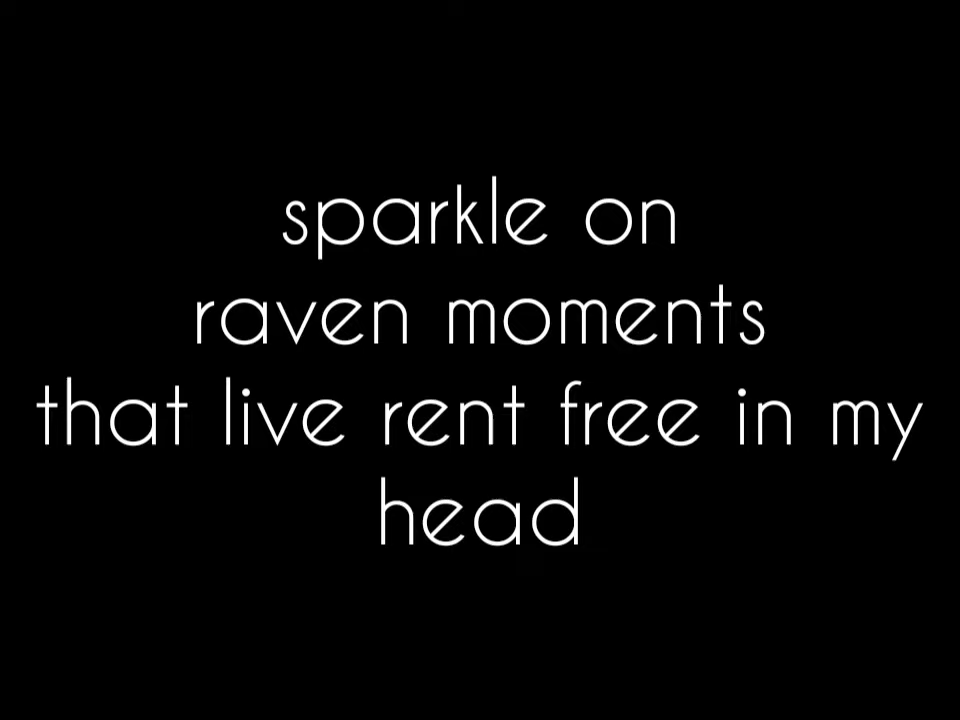 sparkle on
raven moments
that live rent free in my
head